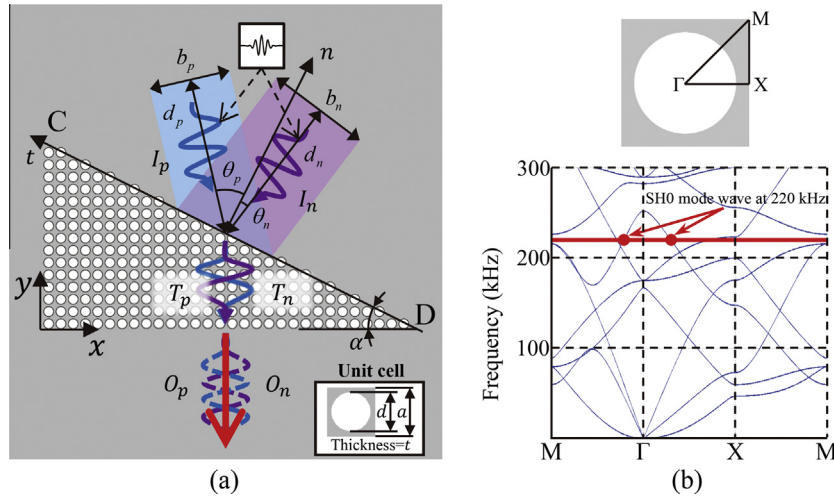 C
t
b_p
d_p
I_p
θ_p
n
b_n
d_n
I_n
θ_n
T_p T_n
y
x
α
D
O_p O_n
Unit cell
d a
Thickness=t
(a)
M
Γ X
300
200
100
Frequency (kHz)
SH0 mode wave at 220 kHz
M Γ X M
(b)